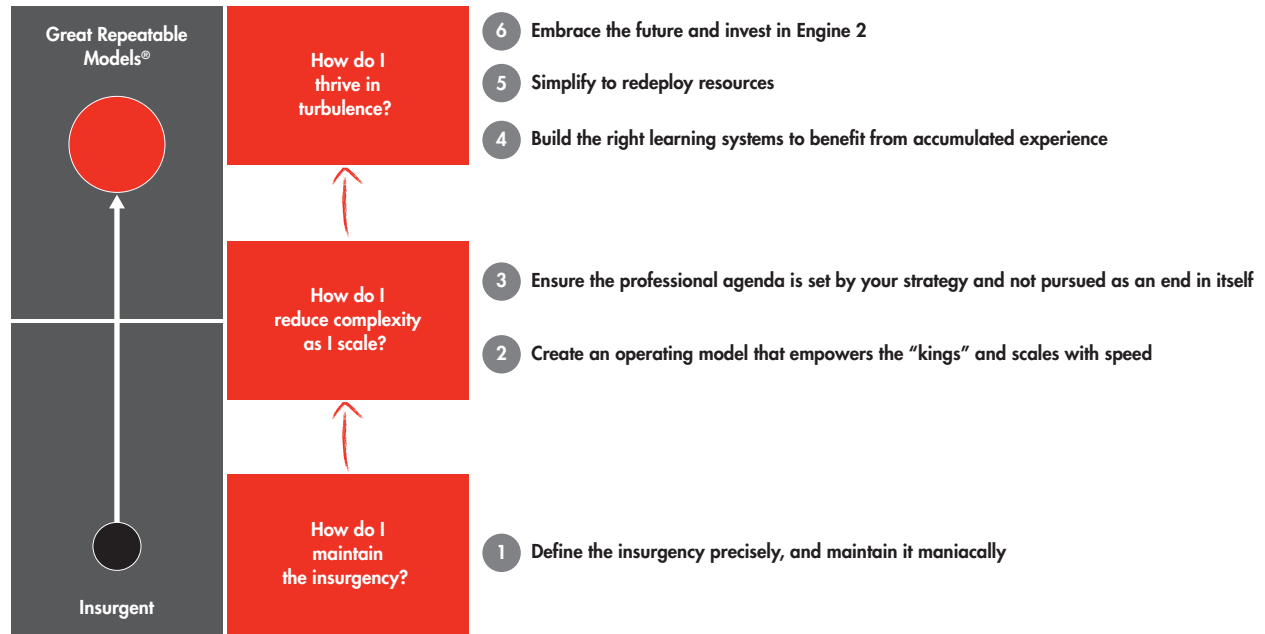 Great Repeatable
Models®
How do I
thrive in
turbulence?
6 Embrace the future and invest in Engine 2
5 Simplify to redeploy resources
4 Build the right learning systems to benefit from accumulated experience
How do I
reduce complexity
as I scale?
3 Ensure the professional agenda is set by your strategy and not pursued as an end in itself
2 Create an operating model that empowers the “kings” and scales with speed
How do I
maintain
the insurgency?
1 Define the insurgency precisely, and maintain it maniacally
Insurgent